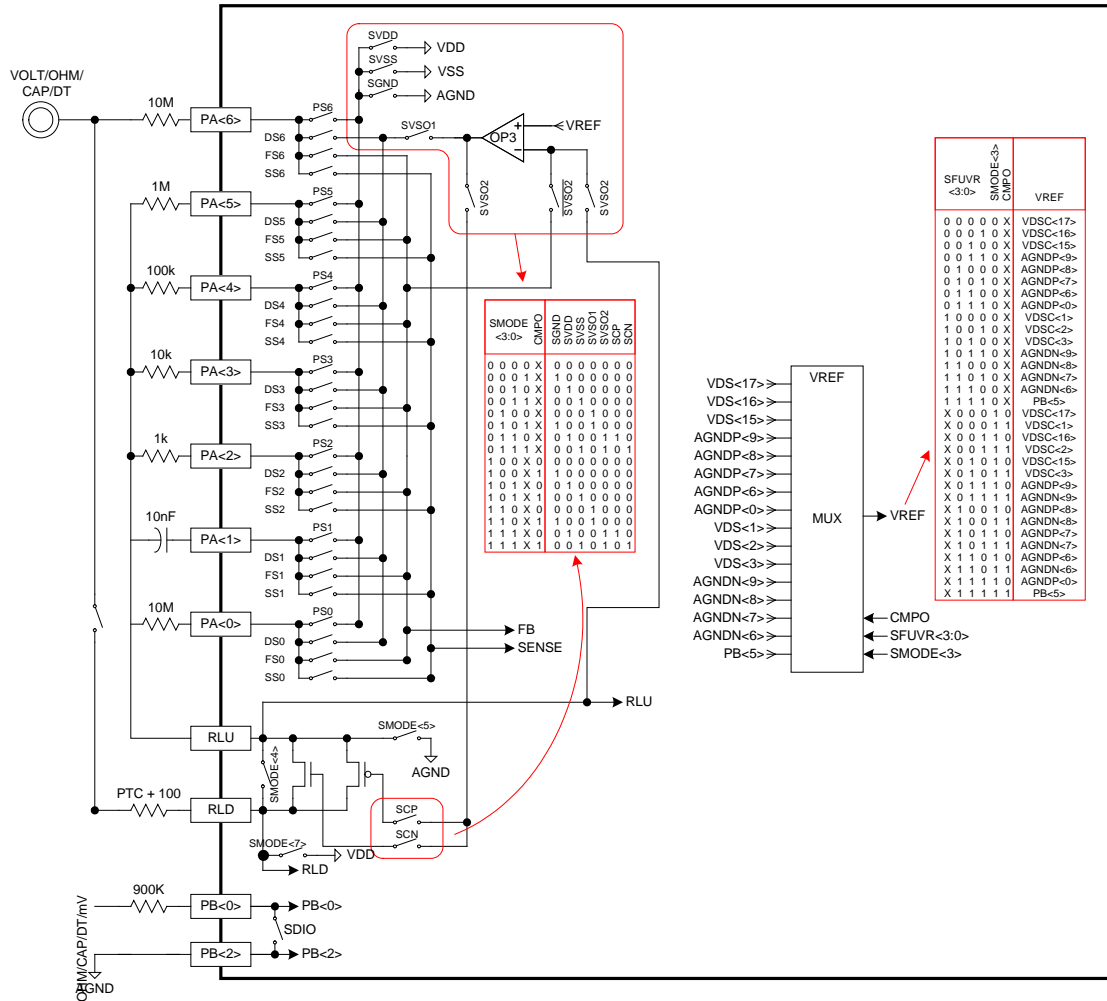 VOLT/OHM/
CAP/DT
10M
PA<6>
PS6
DS6
FS6
SS6
1M
PA<5>
PS5
DS5
FS5
SS5
100k
PA<4>
PS4
DS4
FS4
SS4
10k
PA<3>
PS3
DS3
FS3
SS3
1k
PA<2>
PS2
DS2
FS2
SS2
10nF
PA<1>
PS1
DS1
FS1
SS1
10M
PA<0>
PS0
DS0
FS0
SS0
SVDD
VDD
SVSS
VSS
SGND
AGND
SVSO1
OP3
+
−
VREF
SVSO2
SVSO2
SVSO2
FB
SENSE
RLU
RLU
SMODE<5>
AGND
SMODE<4>
PTC + 100
RLD
SCP
SCN
SMODE<7>
VDD
RLD
900K
PB<0>
PB<0>
SDIO
PB<2>
PB<2>
OHM/CAP/DT/mV
AGND
SMODE <3:0> CMPO SGND SVDD SVSS SVSO1 SVSO2 SCP SCN
0 0 0 0 X 0 0 0 0 0 0 0
0 0 0 1 X 1 0 0 0 0 0 0
0 0 1 0 X 0 1 0 0 0 0 0
0 0 1 1 X 0 0 1 0 0 0 0
0 1 0 0 X 0 0 0 1 0 0 0
0 1 0 1 X
0 1 1 0 X 0 1 0 0 1 1 0
0 1 1 1 X 0 0 1 0 1 0 1
1 0 0 X 0 0 0 0 0 0 0 0
1 0 0 X 1 1 0 0 0 0 0 0
1 0 1 X 0 0 1 0 0 0 0 0
1 0 1 X 1 0 0 1 0 0 0 0
1 1 0 X 0 0 0 0 1 0 0 0
1 1 0 X 1
1 1 1 X 0 0 1 0 0 1 1 0
1 1 1 X 1 0 0 1 0 1 0 1
VREF
MUX
VDS<17>
VDS<16>
VDS<15>
AGNDP<9>
AGNDP<8>
AGNDP<7>
AGNDP<6>
AGNDP<0>
VDS<1>
VDS<2>
VDS<3>
AGNDN<9>
AGNDN<8>
AGNDN<7>
AGNDN<6>
PB<5>
VREF
CMPO
SFUVR<3:0>
SMODE<3>
SFUVR <3:0> SMODE<3> CMPO VREF
0 0 0 0 0 X VDSC<17>
0 0 0 1 0 X VDSC<16>
0 0 1 0 0 X VDSC<15>
0 0 1 1 0 X AGNDP<9>
0 1 0 0 0 X AGNDP<8>
0 1 0 1 0 X AGNDP<7>
0 1 1 0 0 X AGNDP<6>
0 1 1 1 0 X AGNDP<0>
1 0 0 0 0 X VDSC<1>
1 0 0 1 0 X VDSC<2>
1 0 1 0 0 X VDSC<3>
1 0 1 1 0 X AGNDN<9>
1 1 0 0 0 X AGNDN<8>
1 1 0 1 0 X AGNDN<7>
1 1 1 0 0 X AGNDN<6>
1 1 1 1 0 X PB<5>
X 0 0 0 1 0 VDSC<17>
X 0 0 0 1 1 VDSC<1>
X 0 0 1 1 0 VDSC<16>
X 0 0 1 1 1 VDSC<2>
X 0 1 0 1 0 VDSC<15>
X 0 1 0 1 1 VDSC<3>
X 0 1 1 1 0 AGNDP<9>
X 0 1 1 1 1 AGNDN<9>
X 1 0 0 1 0 AGNDP<8>
X 1 0 0 1 1 AGNDN<8>
X 1 0 1 1 0 AGNDP<7>
X 1 0 1 1 1 AGNDN<7>
X 1 1 0 1 0 AGNDP<6>
X 1 1 0 1 1 AGNDN<6>
X 1 1 1 1 0 AGNDP<0>
X 1 1 1 1 1 PB<5>